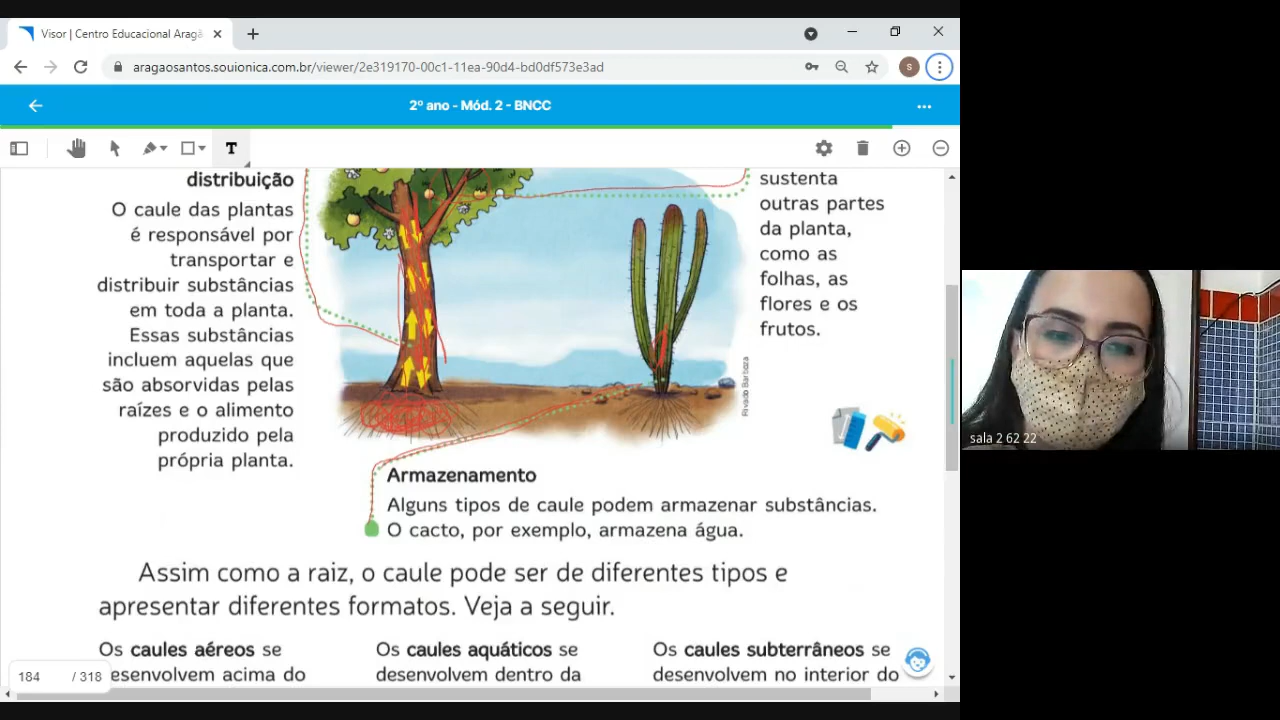 Visor | Centro Educacional Aragã
aragaosantos.souionica.com.br/viewer/2e319170-00c1-11ea-90d4-bd0df573e3ad
s
2º ano - Mód. 2 - BNCC
T
distribuição
O caule das plantas
é responsável por
transportar e
distribuir substâncias
em toda a planta.
Essas substâncias
incluem aquelas que
são absorvidas pelas
raízes e o alimento
produzido pela
própria planta.
sustenta
outras partes
da planta,
como as
folhas, as
flores e os
frutos.
Rivaldo Barboza
Armazenamento
Alguns tipos de caule podem armazenar substâncias.
O cacto, por exemplo, armazena água.
Assim como a raiz, o caule pode ser de diferentes tipos e
apresentar diferentes formatos. Veja a seguir.
Os caules aéreos se
esenvolvem acima do
Os caules aquáticos se
desenvolvem dentro da
Os caules subterrâneos se
desenvolvem no interior do
184 / 318
sala 2 62 22